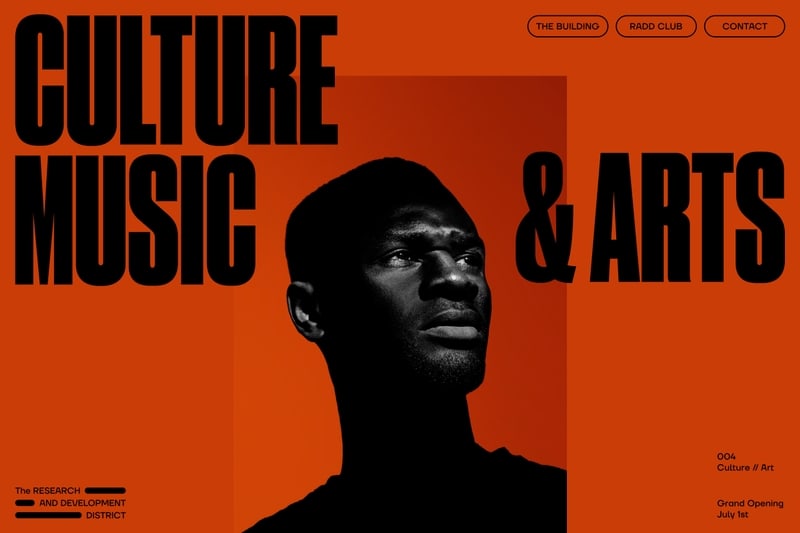 CULTURE
MUSIC & ARTS
THE BUILDING
RADD CLUB
CONTACT
The RESEARCH
AND DEVELOPMENT
DISTRICT
004
Culture // Art
Grand Opening
July 1st